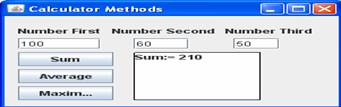 Calculator Methods
Number First Number Second Number Third
100 60 50
Sum Sum:= 210
Average
Maxim...